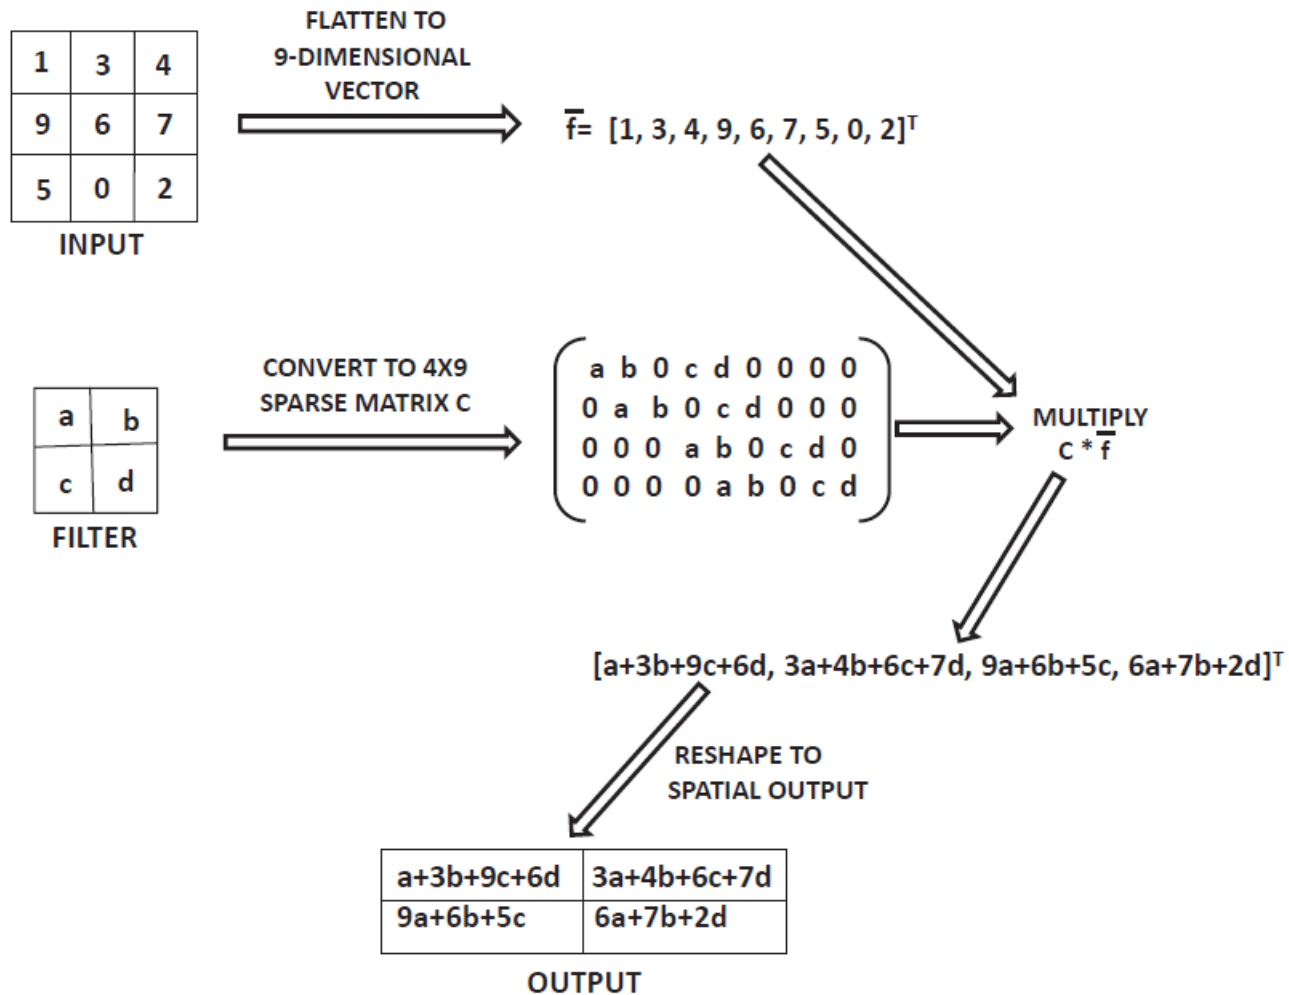 FLATTEN TO
9-DIMENSIONAL
VECTOR
1 3 4
9 6 7
5 0 2
INPUT
f̅= [1, 3, 4, 9, 6, 7, 5, 0, 2]ᵀ
CONVERT TO 4X9
SPARSE MATRIX C
a b
c d
FILTER
a b 0 c d 0 0 0 0
0 a b 0 c d 0 0 0
0 0 0 a b 0 c d 0
0 0 0 0 a b 0 c d
MULTIPLY
C * f̅
[a+3b+9c+6d, 3a+4b+6c+7d, 9a+6b+5c, 6a+7b+2d]ᵀ
RESHAPE TO
SPATIAL OUTPUT
a+3b+9c+6d 3a+4b+6c+7d
9a+6b+5c 6a+7b+2d
OUTPUT